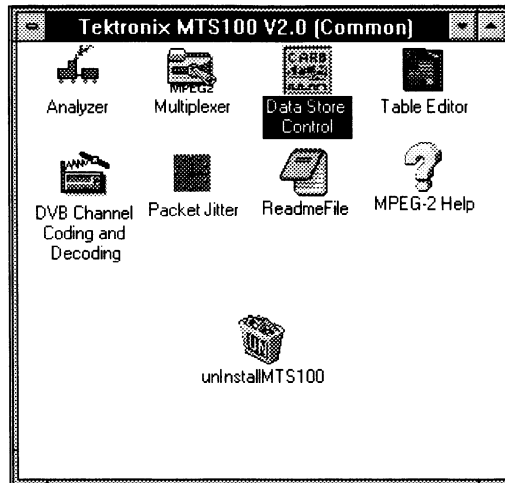 Tektronix MTS100 V2.0 (Common)
MPEG2
CARB
Analyzer
Multiplexer
Data Store
Control
Table Editor
DVB Channel
Coding and
Decoding
Packet Jitter
ReadmeFile
MPEG-2 Help
UN
unInstallMTS100